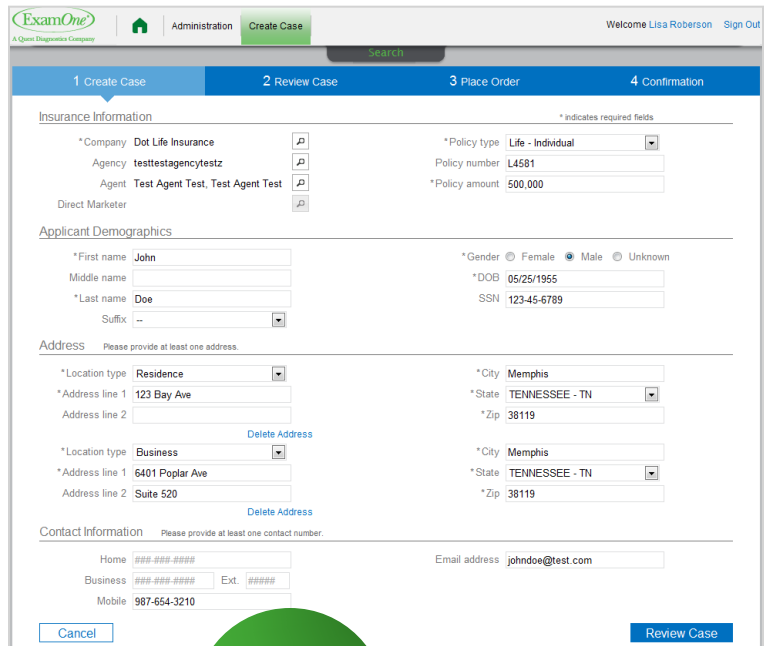 ExamOne®
A Quest Diagnostics Company
Administration
Create Case
Welcome Lisa Roberson
Sign Out
Search
1 Create Case
2 Review Case
3 Place Order
4 Confirmation
Insurance Information
* indicates required fields
*Company Dot Life Insurance
*Policy type Life - Individual
Agency testtestagencytestz
Policy number L4581
Agent Test Agent Test, Test Agent Test
*Policy amount 500,000
Direct Marketer
Applicant Demographics
*First name John
*Gender Female Male Unknown
Middle name
*DOB 05/25/1955
*Last name Doe
SSN 123-45-6789
Suffix --
Address Please provide at least one address.
*Location type Residence
*City Memphis
*Address line 1 123 Bay Ave
*State TENNESSEE - TN
Address line 2
*Zip 38119
Delete Address
*Location type Business
*City Memphis
*Address line 1 6401 Poplar Ave
*State TENNESSEE - TN
Address line 2 Suite 520
*Zip 38119
Delete Address
Contact Information Please provide at least one contact number.
Home ###-###-####
Email address johndoe@test.com
Business ###-###-#### Ext. #####
Mobile 987-654-3210
Cancel
Review Case